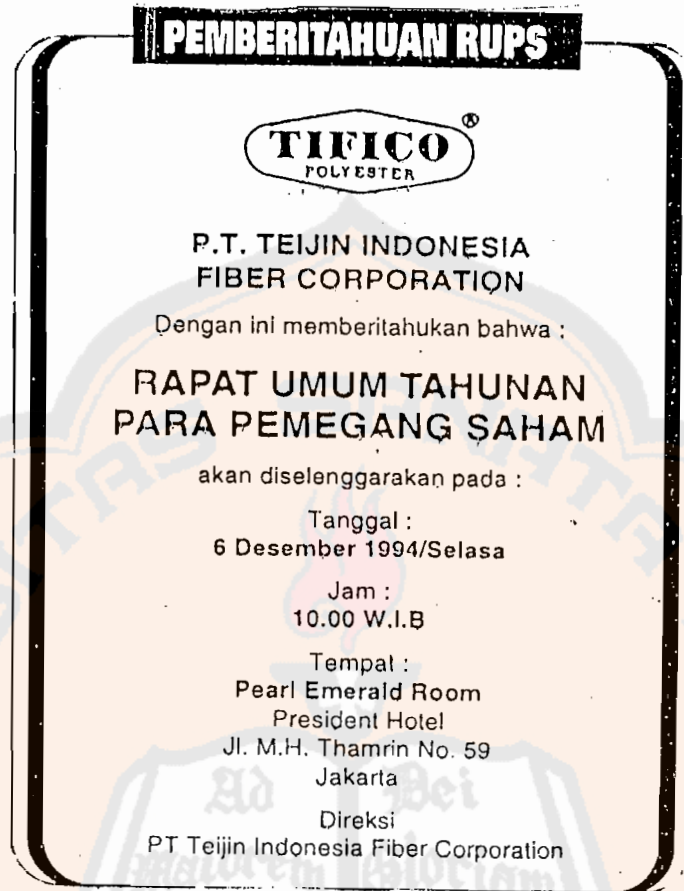 PEMBERITAHUAN RUPS
®
TIFICO
POLYESTER
P.T. TEIJIN INDONESIA
FIBER CORPORATION
Dengan ini memberitahukan bahwa :
RAPAT UMUM TAHUNAN
PARA PEMEGANG SAHAM
akan diselenggarakan pada :
Tanggal :
6 Desember 1994/Selasa
Jam :
10.00 W.I.B
Tempat :
Pearl Emerald Room
President Hotel
Jl. M.H. Thamrin No. 59
Jakarta
Direksi
PT Teijin Indonesia Fiber Corporation
Ad Dei